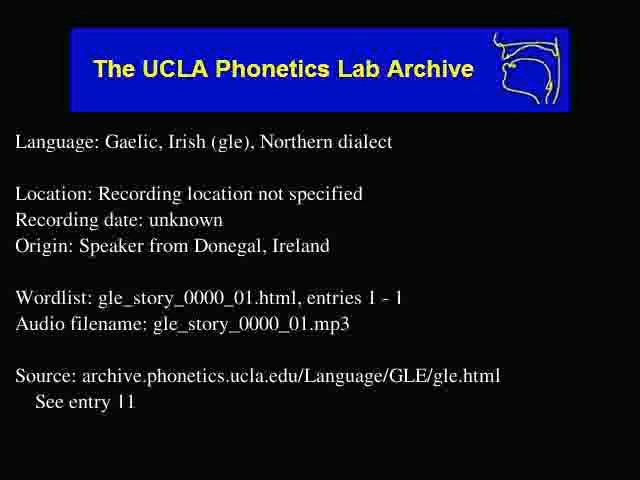 The UCLA Phonetics Lab Archive
Language: Gaelic, Irish (gle), Northern dialect
Location: Recording location not specified
Recording date: unknown
Origin: Speaker from Donegal, Ireland
Wordlist: gle_story_0000_01.html, entries 1 - 1
Audio filename: gle_story_0000_01.mp3
Source: archive.phonetics.ucla.edu/Language/GLE/gle.html
See entry 11